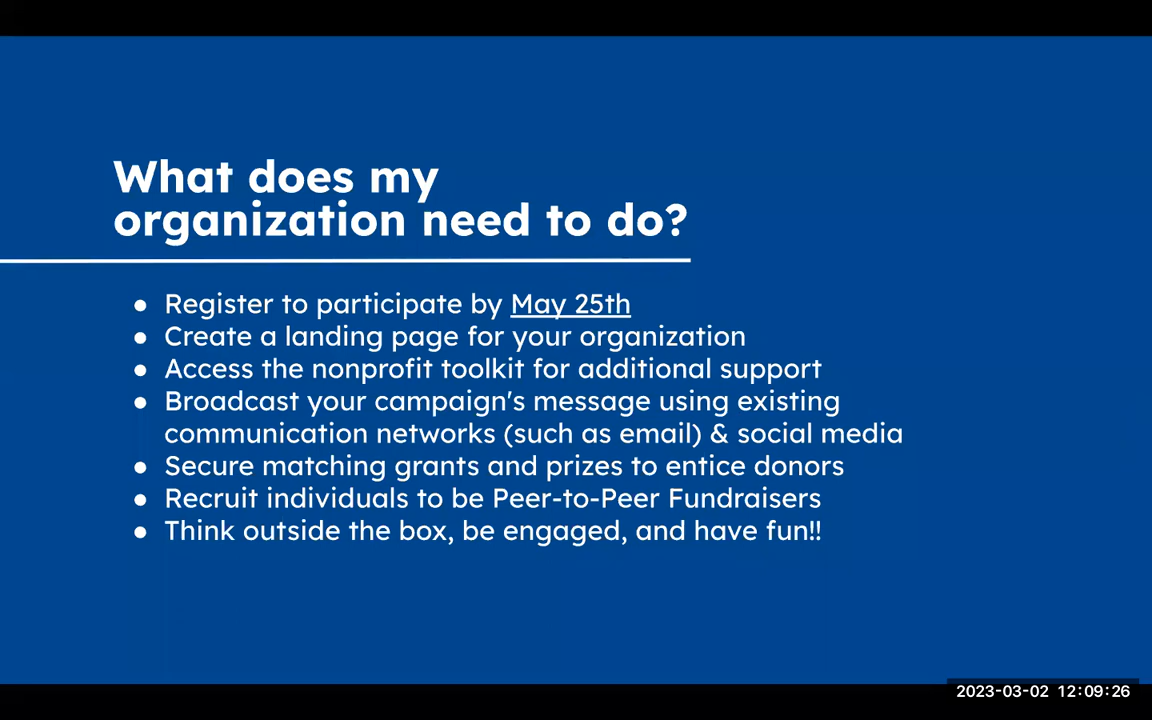 What does my
organization need to do?
● Register to participate by May 25th
● Create a landing page for your organization
● Access the nonprofit toolkit for additional support
● Broadcast your campaign's message using existing
communication networks (such as email) & social media
● Secure matching grants and prizes to entice donors
● Recruit individuals to be Peer-to-Peer Fundraisers
● Think outside the box, be engaged, and have fun!!
2023-03-02 12:09:26